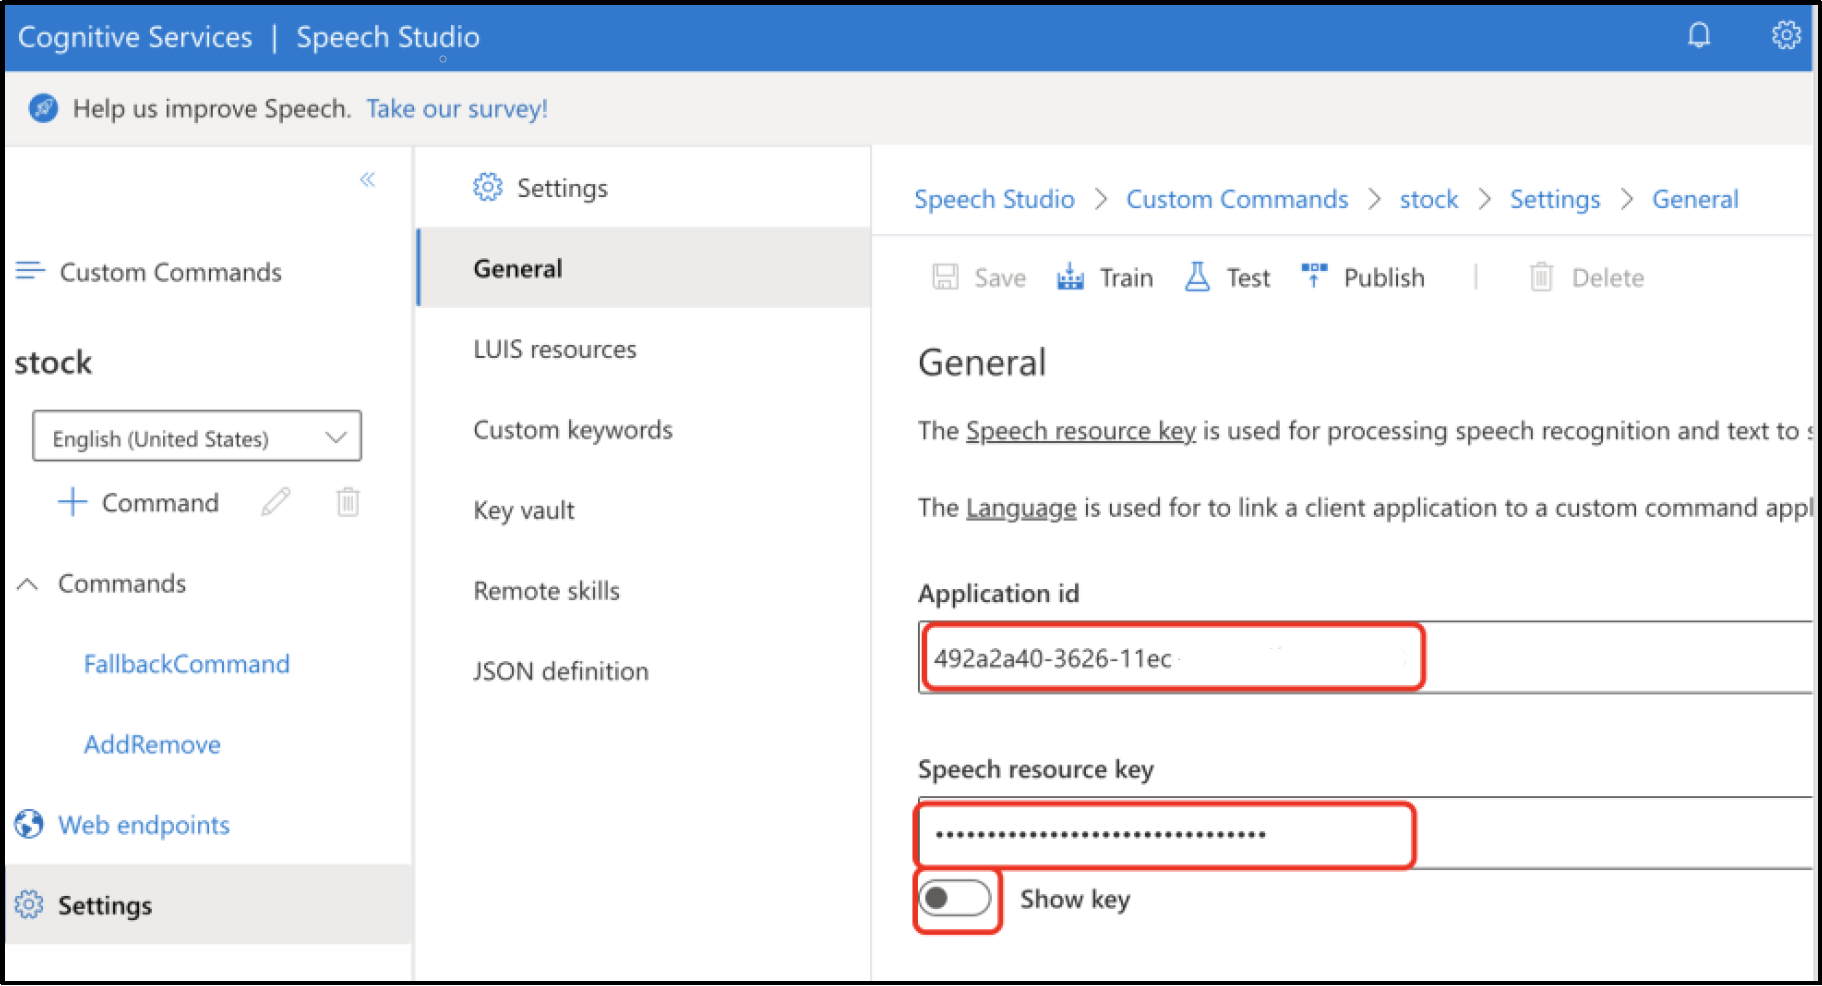 Cognitive Services | Speech Studio
Help us improve Speech. Take our survey!
Custom Commands
stock
English (United States)
Command
Commands
FallbackCommand
AddRemove
Web endpoints
Settings
Settings
General
LUIS resources
Custom keywords
Key vault
Remote skills
JSON definition
Speech Studio > Custom Commands > stock > Settings > General
Save Train Test Publish | Delete
General
The Speech resource key is used for processing speech recognition and text to
The Language is used for to link a client application to a custom command appl
Application id
492a2a40-3626-11ec
Speech resource key
••••••••••••••••••••••••••••••••
Show key